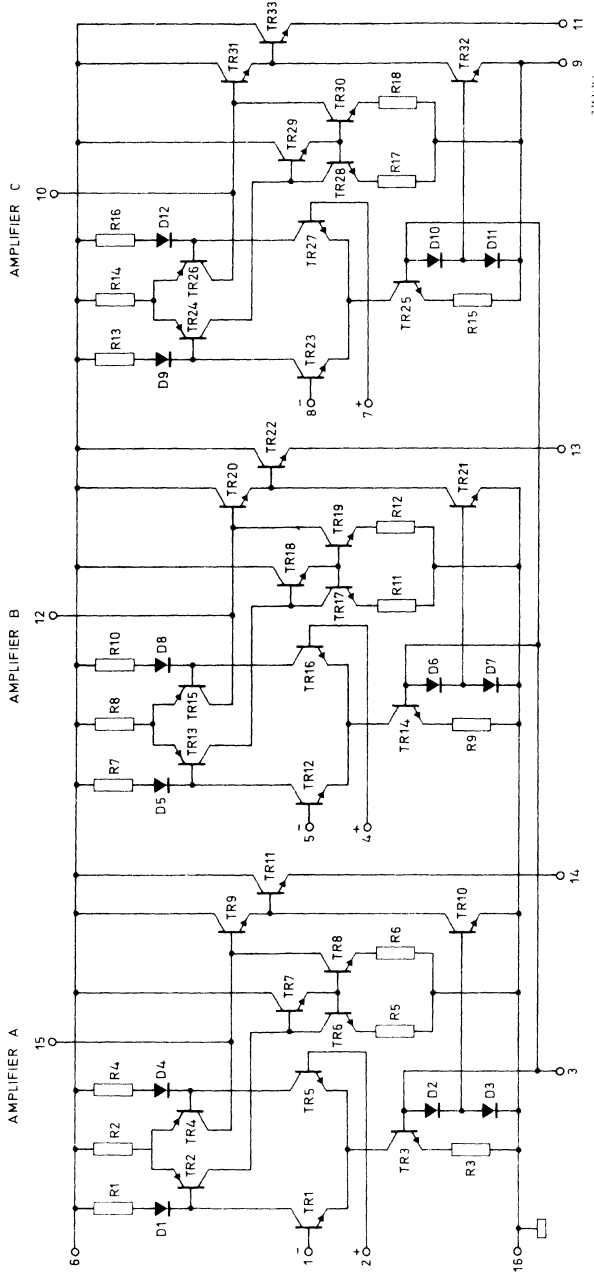 AMPLIFIER A
AMPLIFIER B
AMPLIFIER C
6
15
R1
R2
R4
D1
D4
TR2
TR4
TR9
TR7
TR11
TR1
TR5
TR6
TR8
R5
R6
1 −
2 +
TR3
D2
D3
R3
TR10
16
3
14
12
R7
R8
R10
D5
D8
TR13
TR15
TR20
TR18
TR22
TR12
TR16
TR17
TR19
R11
R12
5 −
4 +
TR14
D6
D7
R9
TR21
13
10
R13
R14
R16
D9
D12
TR24
TR26
TR31
TR29
TR33
TR23
TR27
TR28
TR30
R17
R18
8 −
7 +
TR25
D10
D11
R15
TR32
9
11